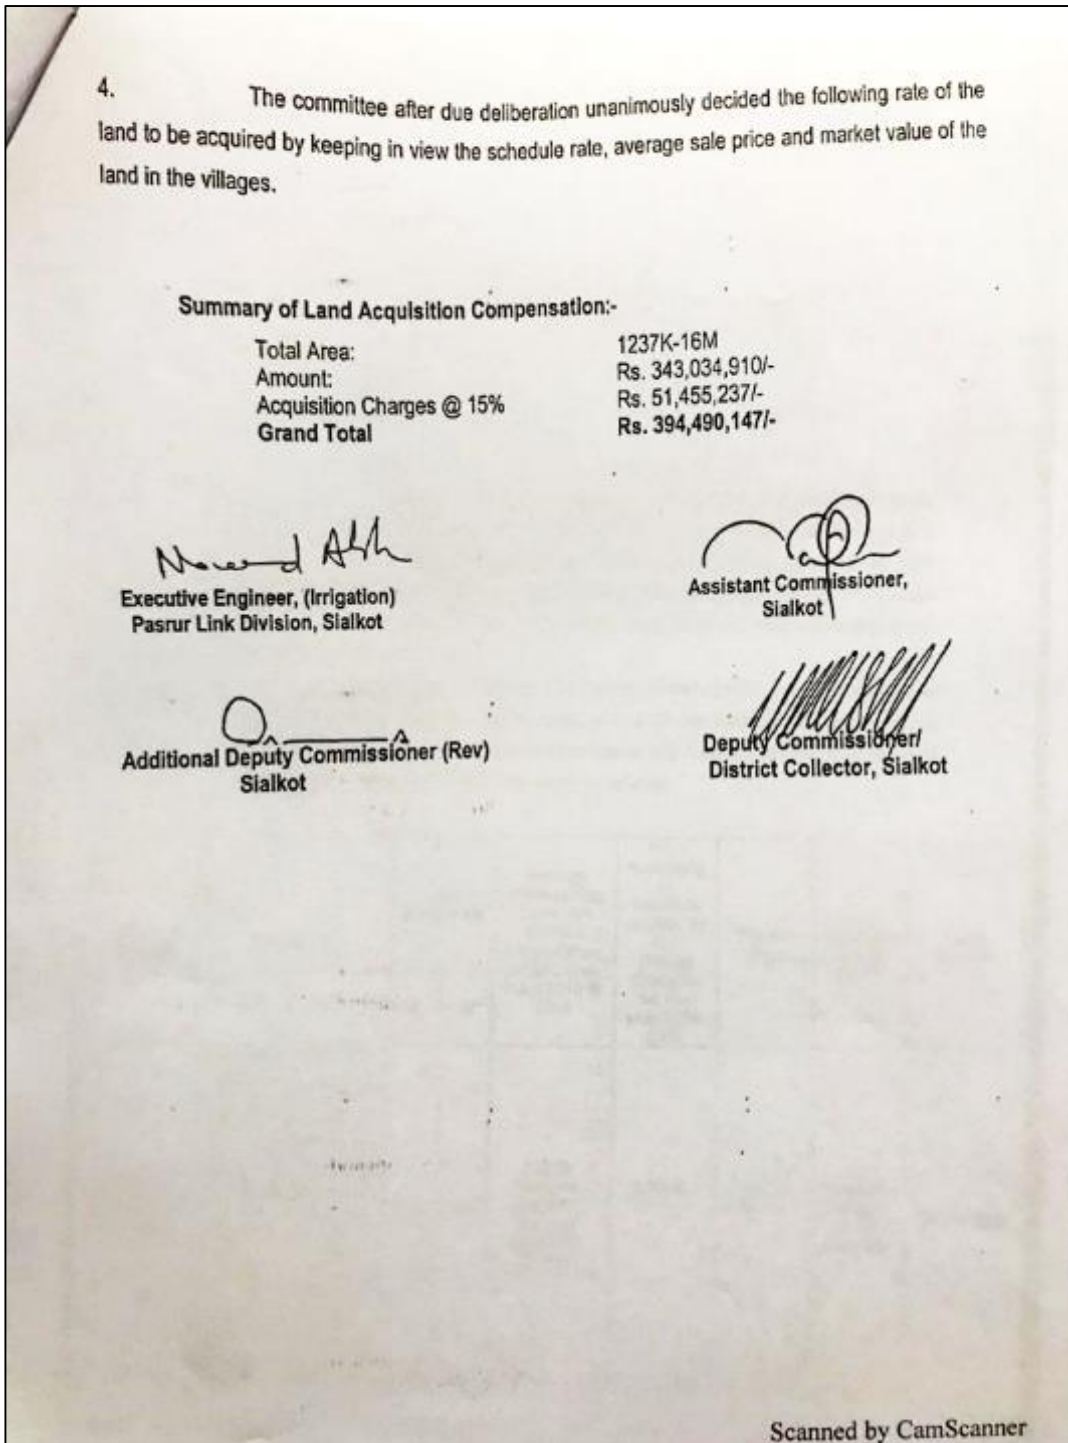 4. The committee after due deliberation unanimously decided the following rate of the
land to be acquired by keeping in view the schedule rate, average sale price and market value of the
land in the villages.
Summary of Land Acquisition Compensation:-
Total Area: 1237K-16M
Amount: Rs. 343,034,910/-
Acquisition Charges @ 15% Rs. 51,455,237/-
Grand Total Rs. 394,490,147/-
Executive Engineer, (Irrigation)
Pasrur Link Division, Sialkot
Assistant Commissioner,
Sialkot
Additional Deputy Commissioner (Rev)
Sialkot
Deputy Commissioner/
District Collector, Sialkot
Scanned by CamScanner